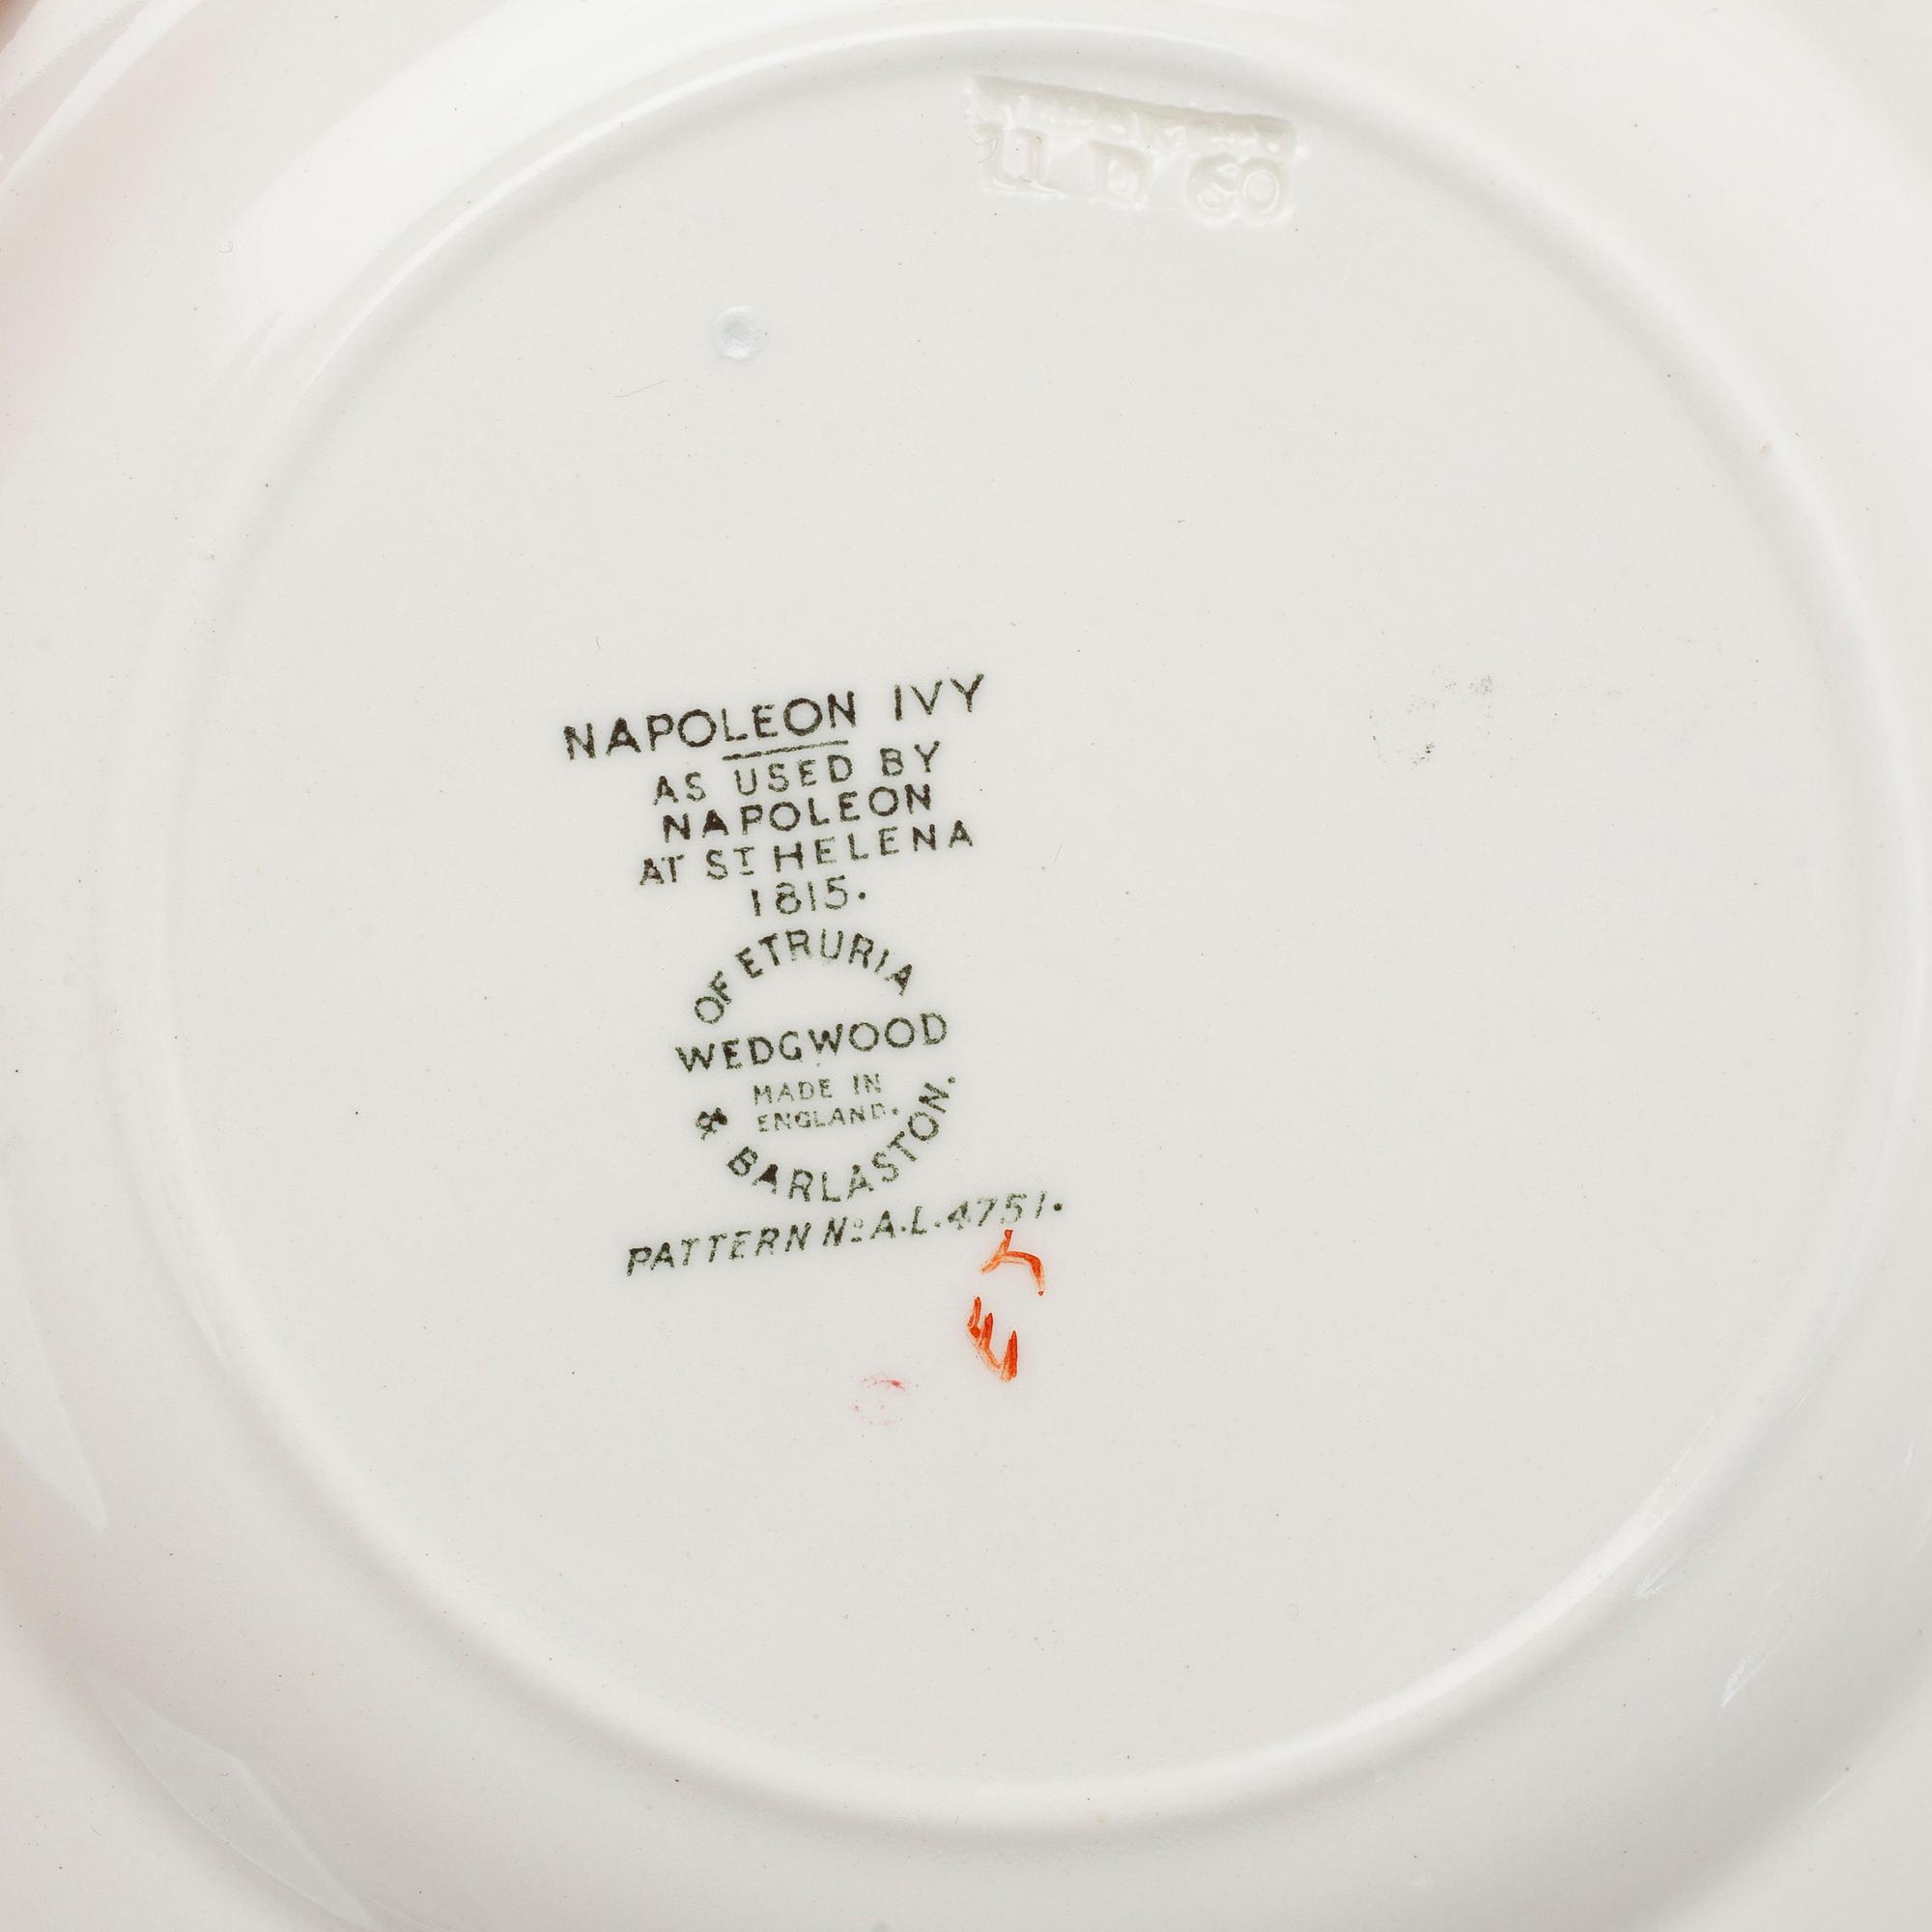 NAPOLEON IVY
AS USED BY
NAPOLEON
AT ST HELENA
1815.
OF ETRURIA
WEDGWOOD
MADE IN
ENGLAND.
& BARLASTON.
PATTERN No A.L.4751.